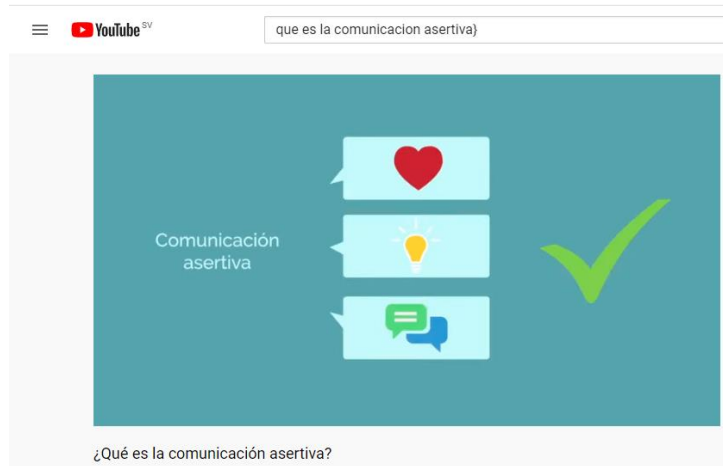 YouTube SV
que es la comunicacion asertiva}
Comunicación
asertiva
¿Qué es la comunicación asertiva?